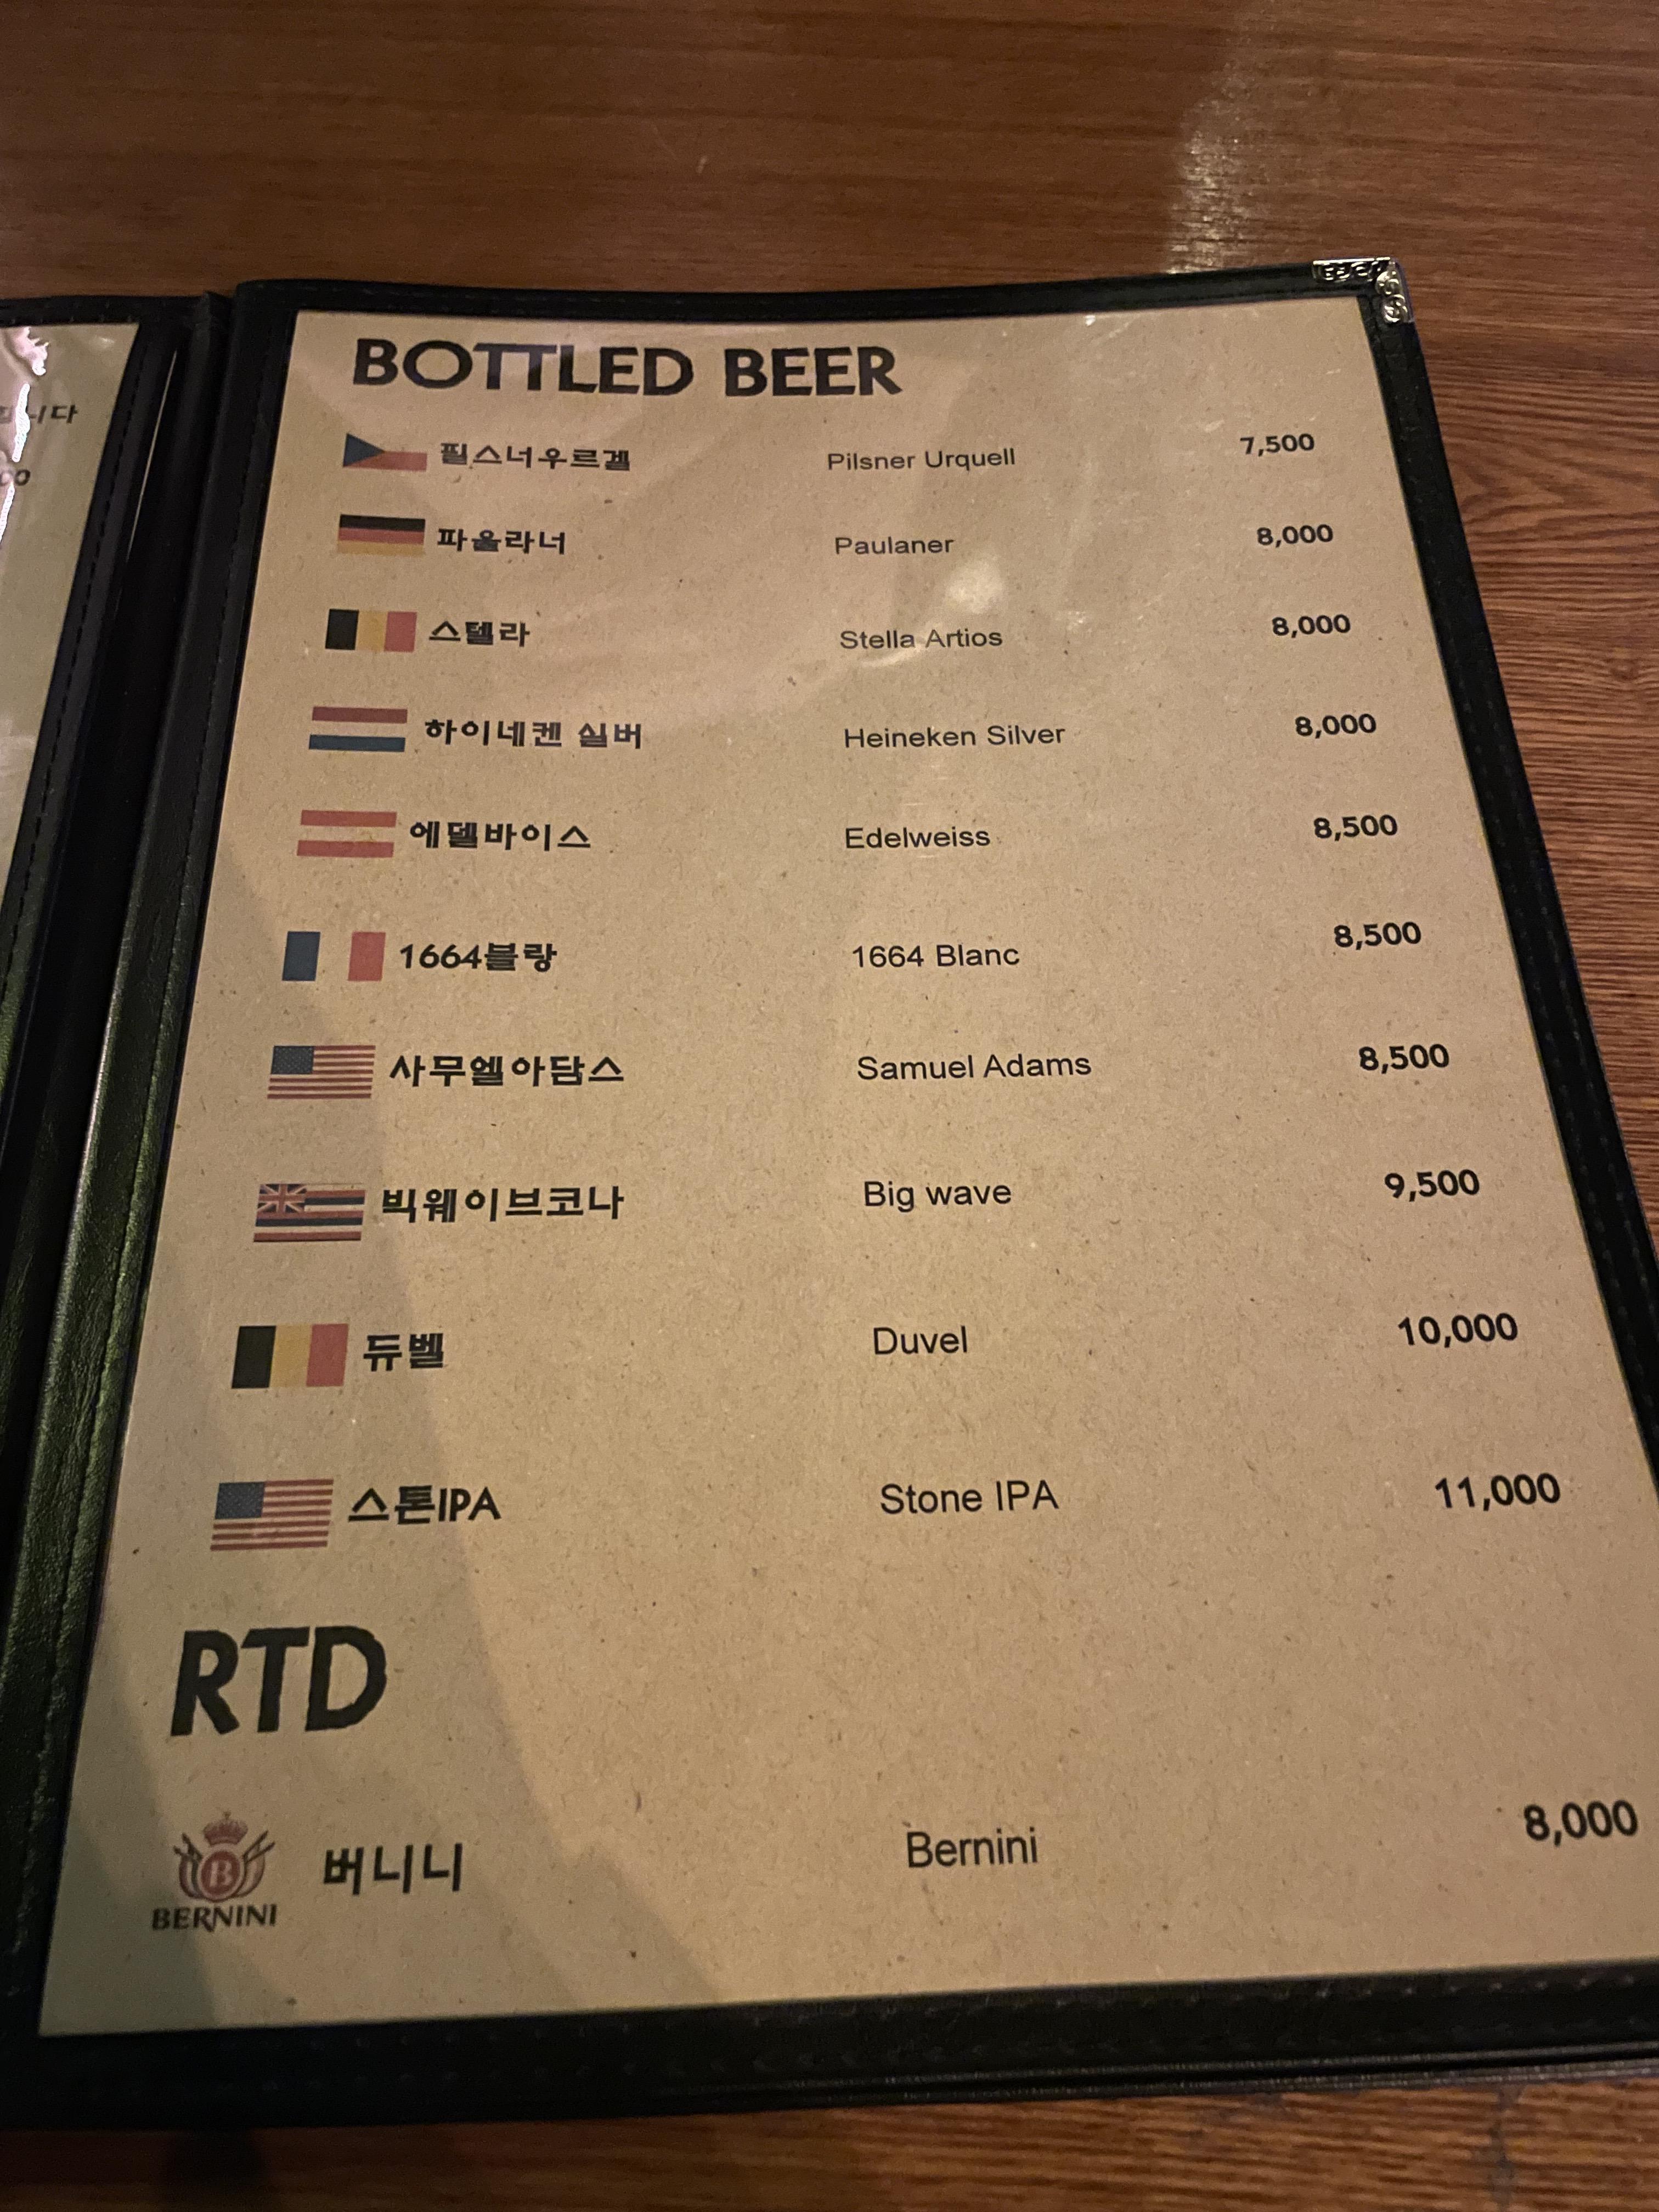 BOTTLED BEER
필스너우르겔 Pilsner Urquell 7,500
파울라너 Paulaner 8,000
스텔라 Stella Artios 8,000
하이네켄 실버 Heineken Silver 8,000
에델바이스 Edelweiss 8,500
1664블랑 1664 Blanc 8,500
사무엘아담스 Samuel Adams 8,500
빅웨이브코나 Big wave 9,500
듀벨 Duvel 10,000
스톤IPA Stone IPA 11,000
RTD
B
BERNINI 버니니 Bernini 8,000